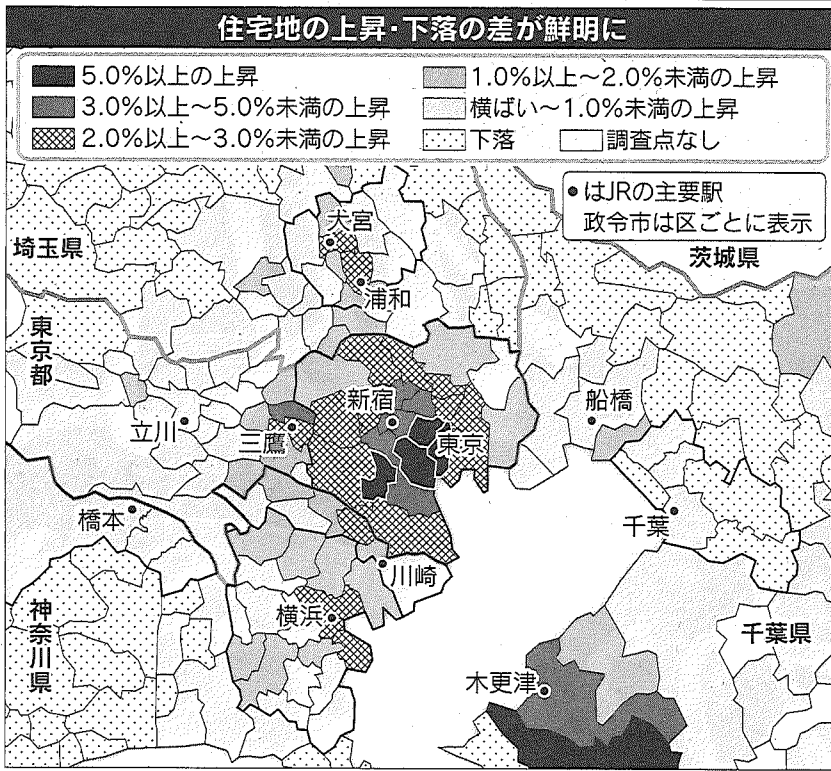 住宅地の上昇・下落の差が鮮明に
5.0%以上の上昇
1.0%以上～2.0%未満の上昇
3.0%以上～5.0%未満の上昇
横ばい～1.0%未満の上昇
2.0%以上～3.0%未満の上昇
下落
調査点なし
●はJRの主要駅
政令市は区ごとに表示
大宮
埼玉県
茨城県
浦和
東京都
新宿
船橋
立川
三鷹
東京
橋本
千葉
川崎
神奈川県
横浜
千葉県
木更津